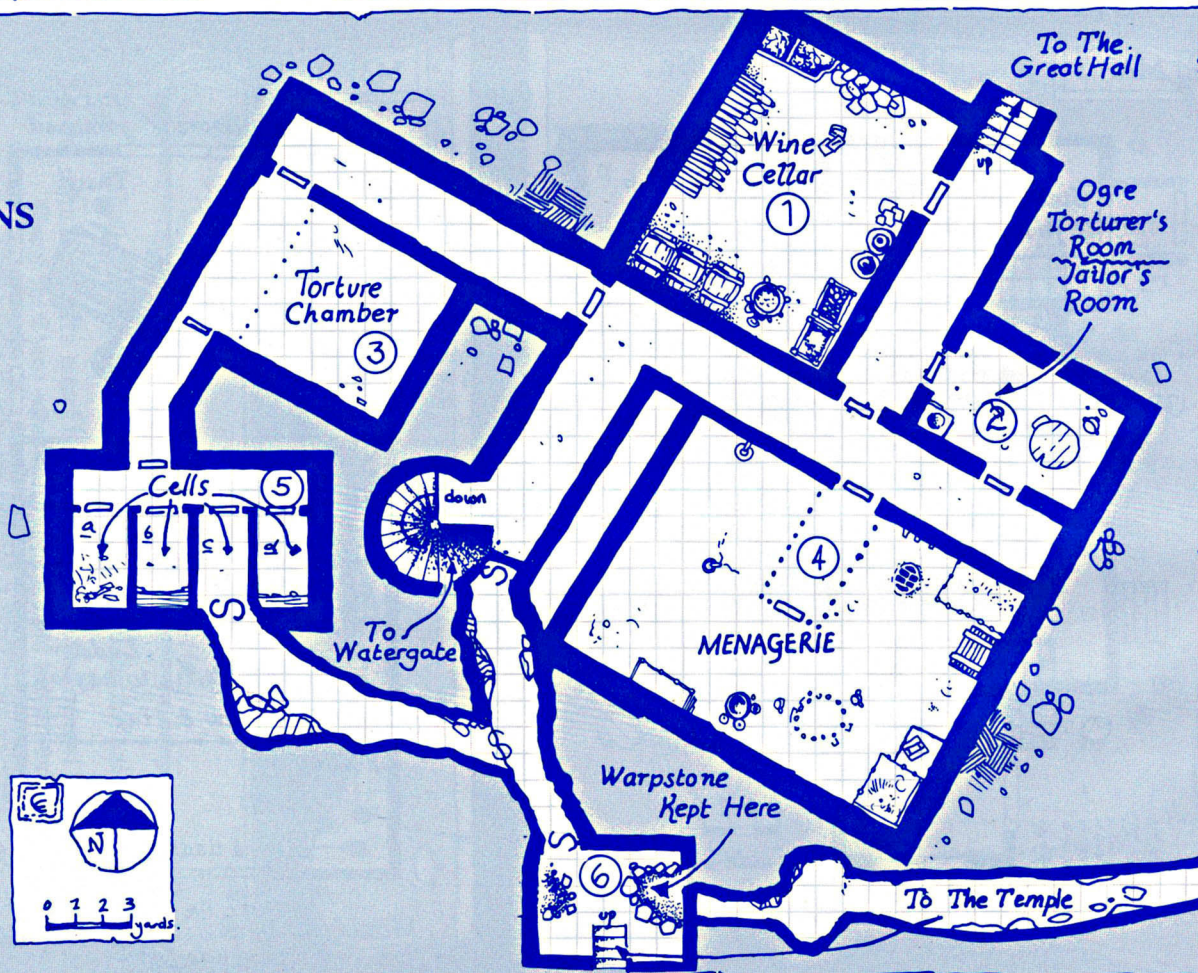 To The
Great Hall
NS
Wine
Cellar
1
up
Ogre
Torturer's
Room
Jailor's
Room
2
Torture
Chamber
3
Cells
5
1a
1b
down
4
MENAGERIE
S
S
To
Watergate
S
Warpstone
Kept Here
S
6
up
To The Temple
N
0 1 2 3
yards.